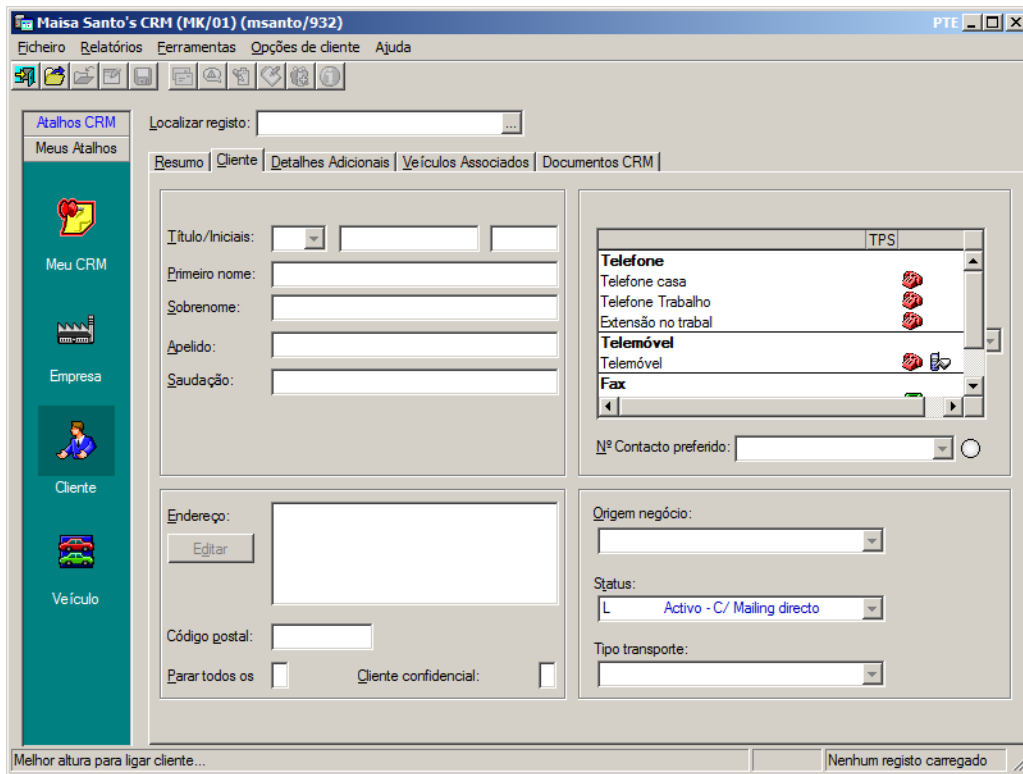 Maisa Santo's CRM (MK/01) (msanto/932) PTE
Ficheiro Relatórios Ferramentas Opções de cliente Ajuda
Atalhos CRM
Meus Atalhos
Meu CRM
Empresa
Cliente
Veículo
Localizar registo: ...
Resumo Cliente Detalhes Adicionais Veículos Associados Documentos CRM
Título/Iniciais:
Primeiro nome:
Sobrenome:
Apelido:
Saudação:
TPS
Telefone
Telefone casa
Telefone Trabalho
Extensão no trabal
Telemóvel
Telemóvel
Fax
Nº Contacto preferido:
Endereço:
Editar
Código postal:
Parar todos os Cliente confidencial:
Origem negócio:
Status:
L Activo - C/ Mailing directo
Tipo transporte:
Melhor altura para ligar cliente... Nenhum registo carregado